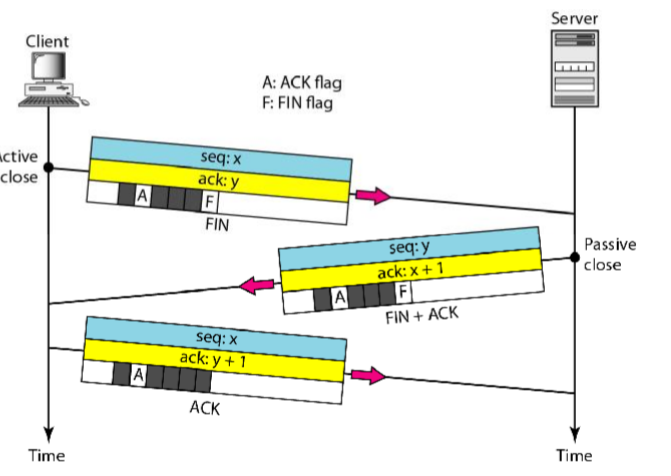 Client
Server
A: ACK flag
F: FIN flag
Active
close
seq: x
ack: y
A
F
FIN
seq: y
ack: x + 1
A
F
FIN + ACK
Passive
close
seq: x
ack: y + 1
A
ACK
Time
Time